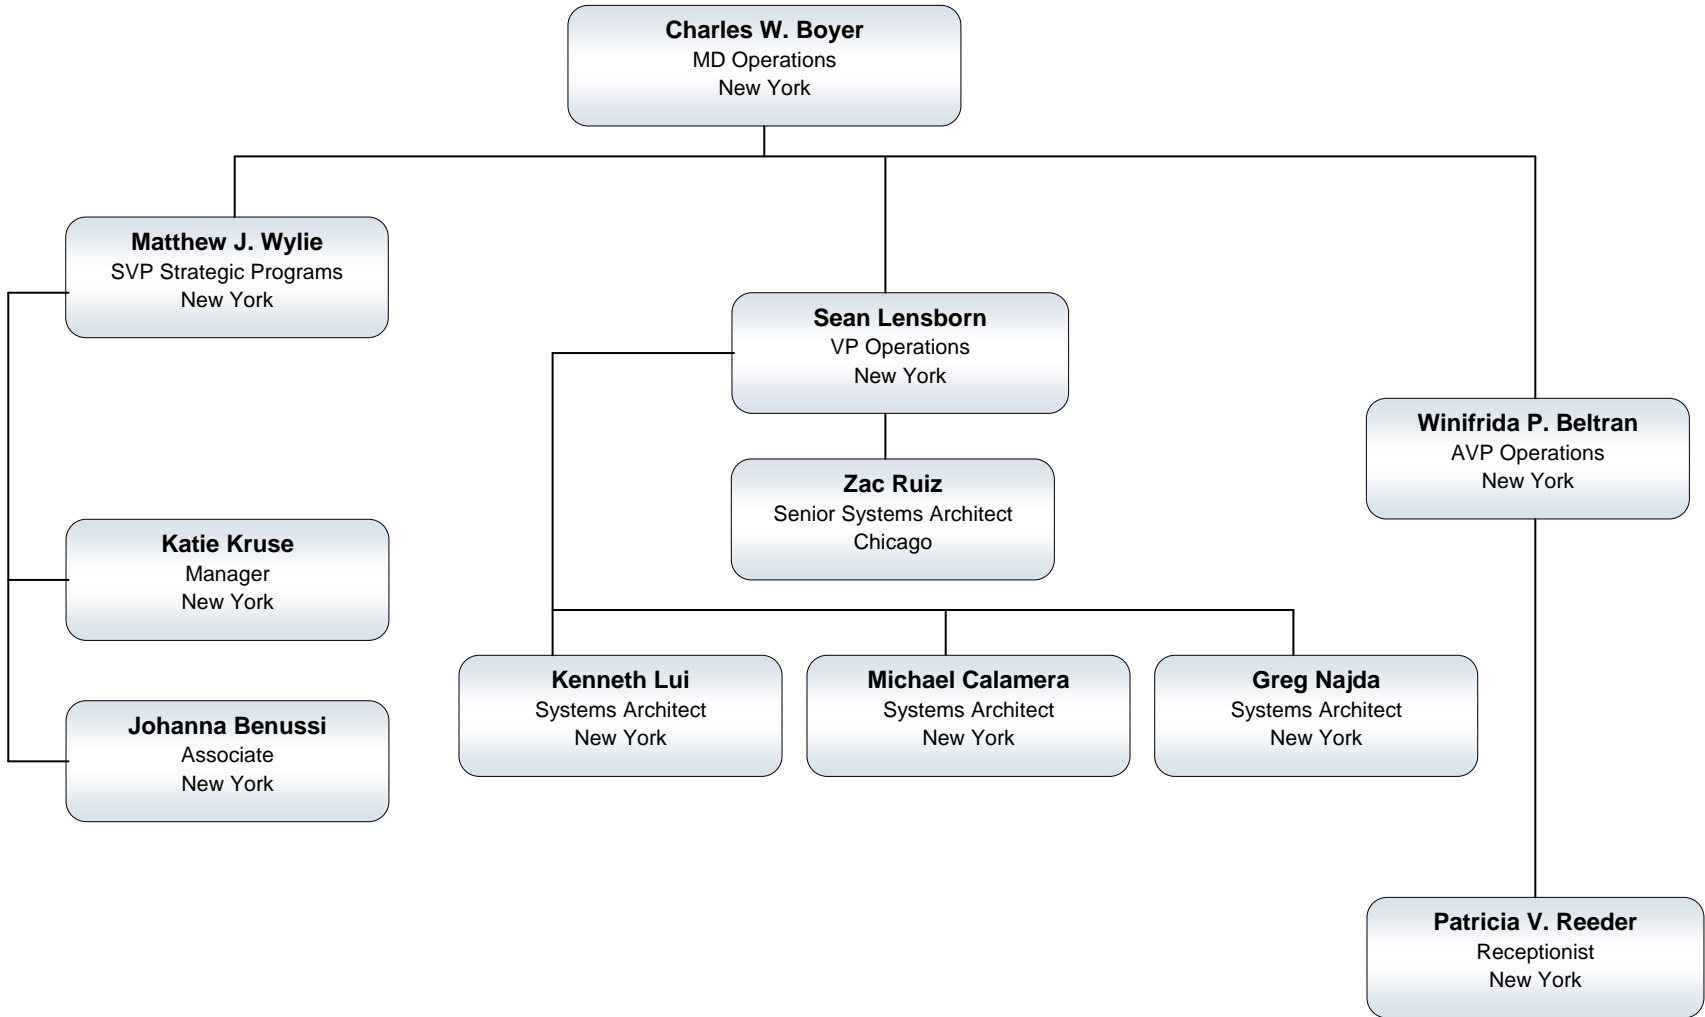 Charles W. Boyer
MD Operations
New York
Matthew J. Wylie
SVP Strategic Programs
New York
Sean Lensborn
VP Operations
New York
Winifrida P. Beltran
AVP Operations
New York
Zac Ruiz
Senior Systems Architect
Chicago
Katie Kruse
Manager
New York
Kenneth Lui
Systems Architect
New York
Michael Calamera
Systems Architect
New York
Greg Najda
Systems Architect
New York
Johanna Benussi
Associate
New York
Patricia V. Reeder
Receptionist
New York